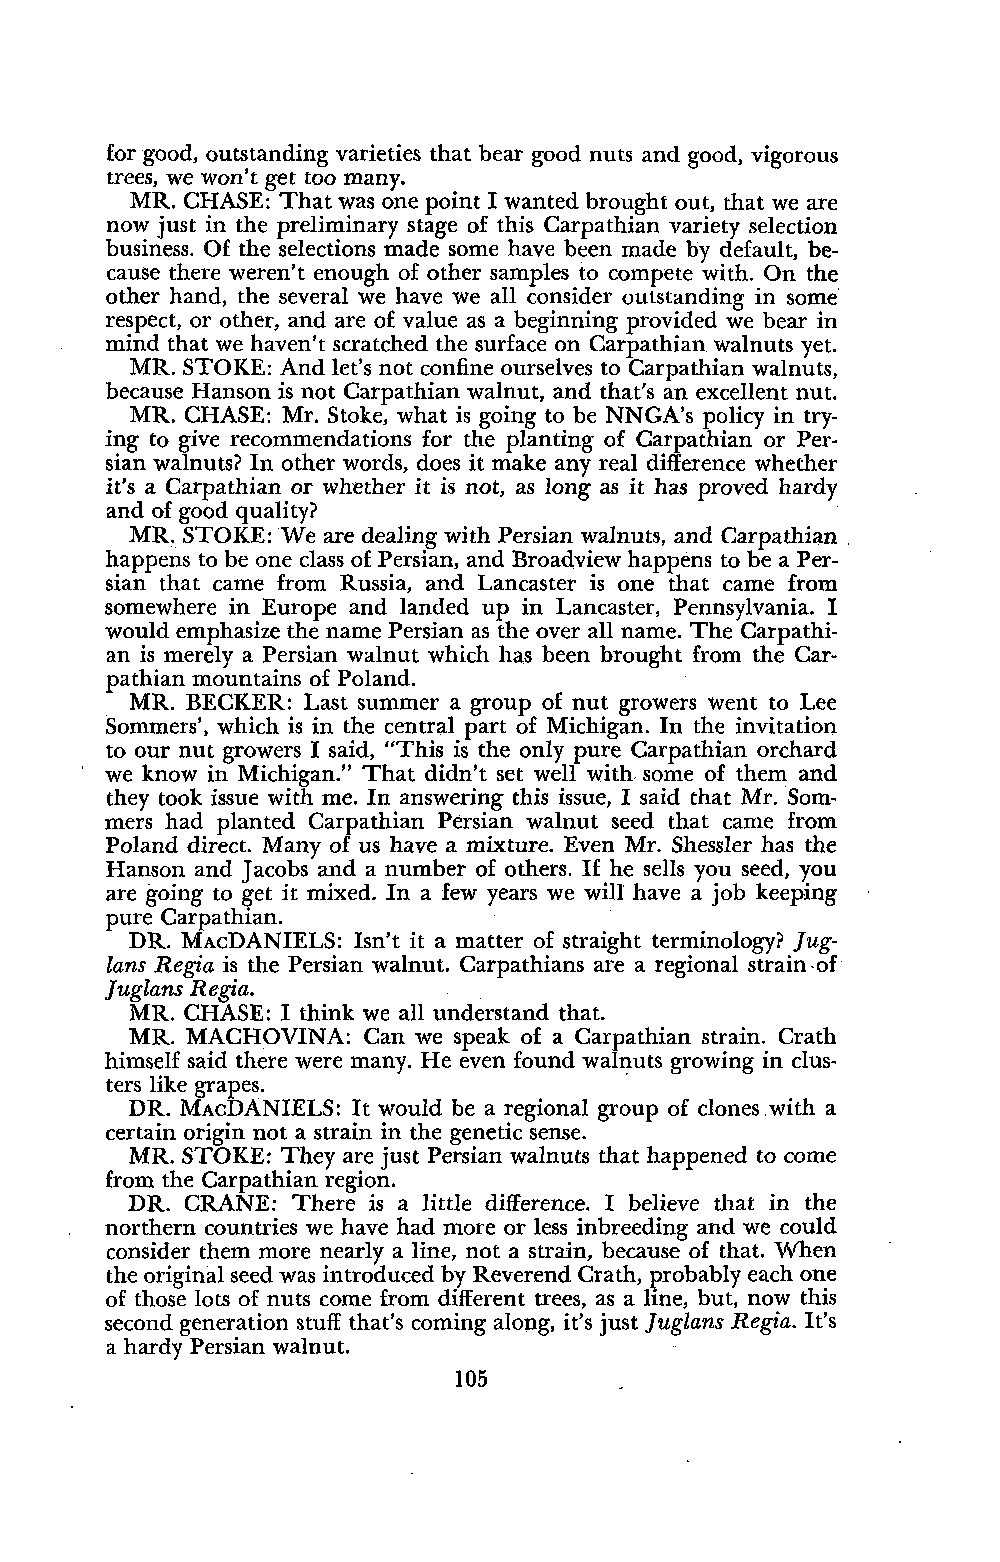 for good, outstanding varieties that bear good nuts and good, vigorous
trees, we won't get too many.
MR. CHASE: That was one point I wanted brought out, that we are
now just in the preliminary stage of this Carpathian variety selection
business. Of the selections made some have been made by default, be-
cause there weren't enough of other samples to compete with. On the
other hand, the several we have we all consider outstanding in some
respect, or other, and are of value as a beginning provided we bear in
mind that we haven't scratched the surface on Carpathian walnuts yet.
MR. STOKE: And let's not confine ourselves to Carpathian walnuts,
because Hanson is not Carpathian walnut, and that's an excellent nut.
MR. CHASE: Mr. Stoke, what is going to be NNGA's policy in try-
ing to give recommendations for the planting of Carpathian or Per-
sian walnuts? In other words, does it make any real difference whether
it's a Carpathian or whether it is not, as long as it has proved hardy
and of good quality?
MR. STOKE: We are dealing with Persian walnuts, and Carpathian
happens to be one class of Persian, and Broadview happens to be a Per-
sian that came from Russia, and Lancaster is one that came from
somewhere in Europe and landed up in Lancaster, Pennsylvania. I
would emphasize the name Persian as the over all name. The Carpathi-
an is merely a Persian walnut which has been brought from the Car-
pathian mountains of Poland.
MR. BECKER: Last summer a group of nut growers went to Lee
Sommers', which is in the central part of Michigan. In the invitation
to our nut growers I said, "This is the only pure Carpathian orchard
we know in Michigan." That didn't set well with some of them and
they took issue with me. In answering this issue, I said that Mr. Som-
mers had planted Carpathian Persian walnut seed that came from
Poland direct. Many of us have a mixture. Even Mr. Shessler has the
Hanson and Jacobs and a number of others. If he sells you seed, you
are going to get it mixed. In a few years we will have a job keeping
pure Carpathian.
DR. MACDANIELS: Isn't it a matter of straight terminology? Jug-
lans Regia is the Persian walnut. Carpathians are a regional strain of
Juglans Regia.
MR. CHASE: I think we all understand that.
MR. MACHOVINA: Can we speak of a Carpathian strain. Crath
himself said there were many. He even found walnuts growing in clus-
ters like grapes.
DR. MACDANIELS: It would be a regional group of clones with a
certain origin not a strain in the genetic sense.
MR. STOKE: They are just Persian walnuts that happened to come
from the Carpathian region.
DR. CRANE: There is a little difference. I believe that in the
northern countries we have had more or less inbreeding and we could
consider them more nearly a line, not a strain, because of that. When
the original seed was introduced by Reverend Crath, probably each one
of those lots of nuts come from different trees, as a line, but, now this
second generation stuff that's coming along, it's just Juglans Regia. It's
a hardy Persian walnut.
105